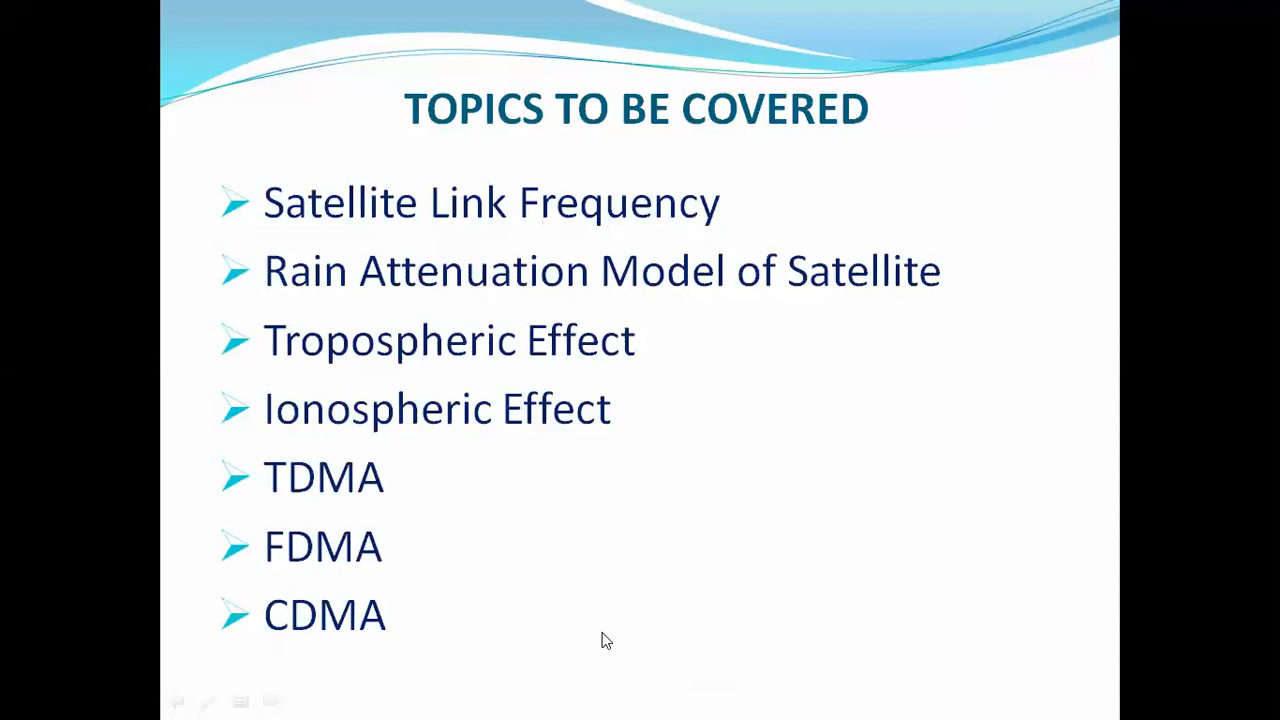 TOPICS TO BE COVERED
Satellite Link Frequency
Rain Attenuation Model of Satellite
Tropospheric Effect
Ionospheric Effect
TDMA
FDMA
CDMA